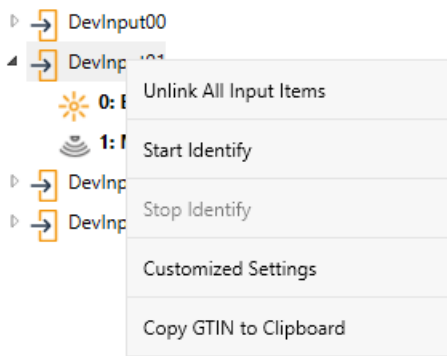 DevInput00
DevInp
Unlink All Input Items
0:
1:
Start Identify
DevInp
Stop Identify
DevInp
Customized Settings
Copy GTIN to Clipboard